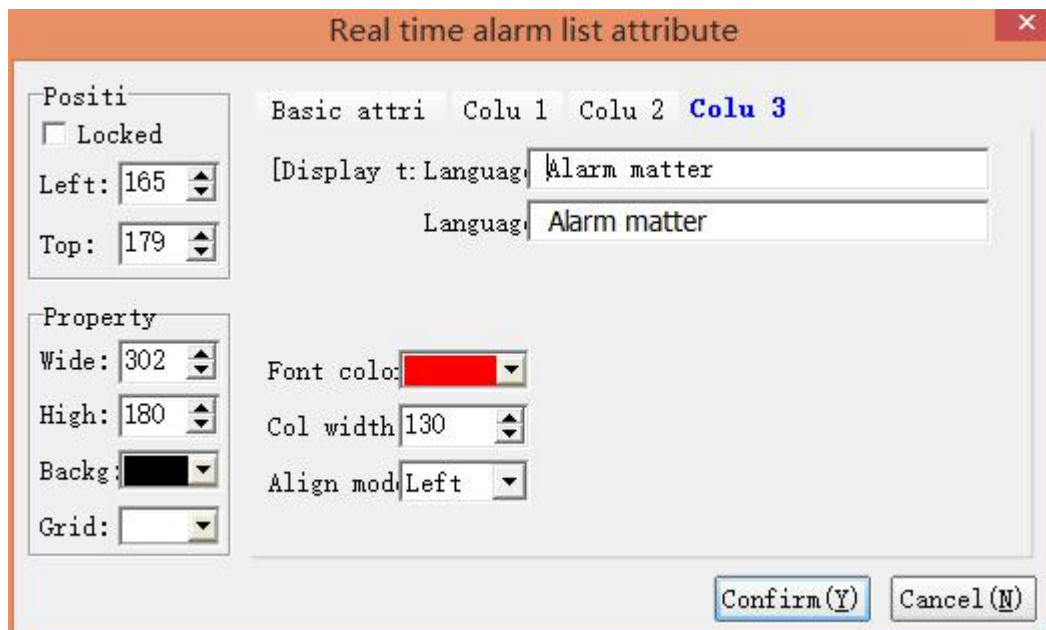 Real time alarm list attribute
Positi
Locked
Left: 165
Top: 179
Property
Wide: 302
High: 180
Backg:
Grid:
Basic attri Colu 1 Colu 2 Colu 3
[Display t: Languag Alarm matter
Languag Alarm matter
Font color
Col width 130
Align mod Left
Confirm(Y) Cancel(N)